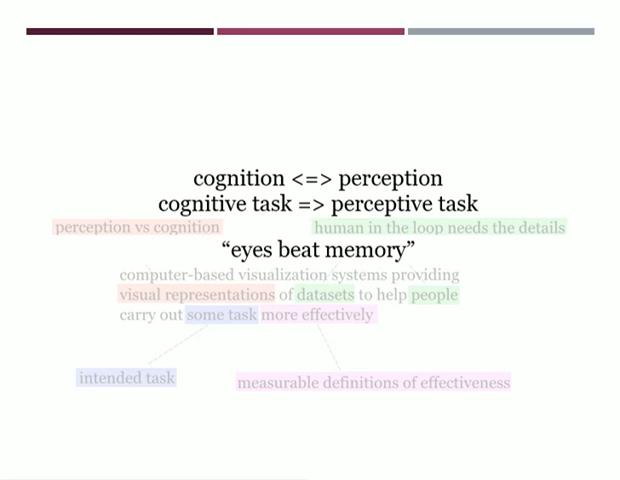 cognition <=> perception
cognitive task => perceptive task
perception vs cognition
human in the loop needs the details
“eyes beat memory”
computer-based visualization systems providing
visual representations of datasets to help people
carry out some task more effectively
intended task
measurable definitions of effectiveness